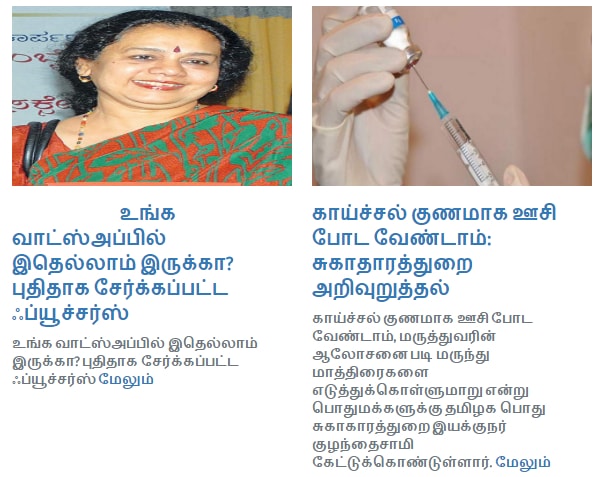 ಕಾರ್ಪ
உங்க
வாட்ஸ்அப்பில்
இதெல்லாம் இருக்கா?
புதிதாக சேர்க்கப்பட்ட
ஃப்யூச்சர்ஸ்
உங்க வாட்ஸ்அப்பில் இதெல்லாம்
இருக்கா? புதிதாக சேர்க்கப்பட்ட
ஃப்யூச்சர்ஸ் மேலும்
காய்ச்சல் குணமாக ஊசி
போட வேண்டாம்:
சுகாதாரத்துறை
அறிவுறுத்தல்
காய்ச்சல் குணமாக ஊசி போட
வேண்டாம், மருத்துவரின்
ஆலோசனை படி மருந்து
மாத்திரைகளை
எடுத்துக்கொள்ளுமாறு என்று
பொதுமக்களுக்கு தமிழக பொது
சுகாகாரத்துறை இயக்குநர்
குழந்தைசாமி
கேட்டுக்கொண்டுள்ளார். மேலும்